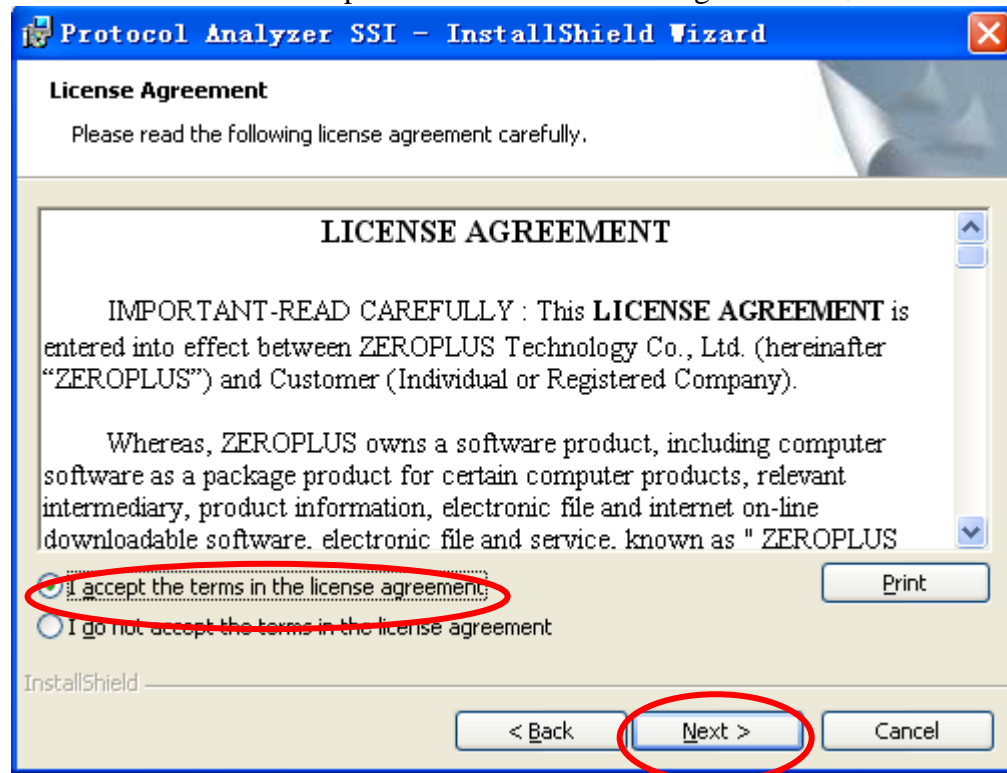 Protocol Analyzer SSI - InstallShield Wizard
License Agreement
Please read the following license agreement carefully.
LICENSE AGREEMENT
IMPORTANT-READ CAREFULLY : This LICENSE AGREEMENT is
entered into effect between ZEROPLUS Technology Co., Ltd. (hereinafter
“ZEROPLUS”) and Customer (Individual or Registered Company).
Whereas, ZEROPLUS owns a software product, including computer
software as a package product for certain computer products, relevant
intermediary, product information, electronic file and internet on-line
downloadable software, electronic file and service, known as " ZEROPLUS
I accept the terms in the license agreement
Print
I do not accept the terms in the license agreement
InstallShield
< Back
Next >
Cancel